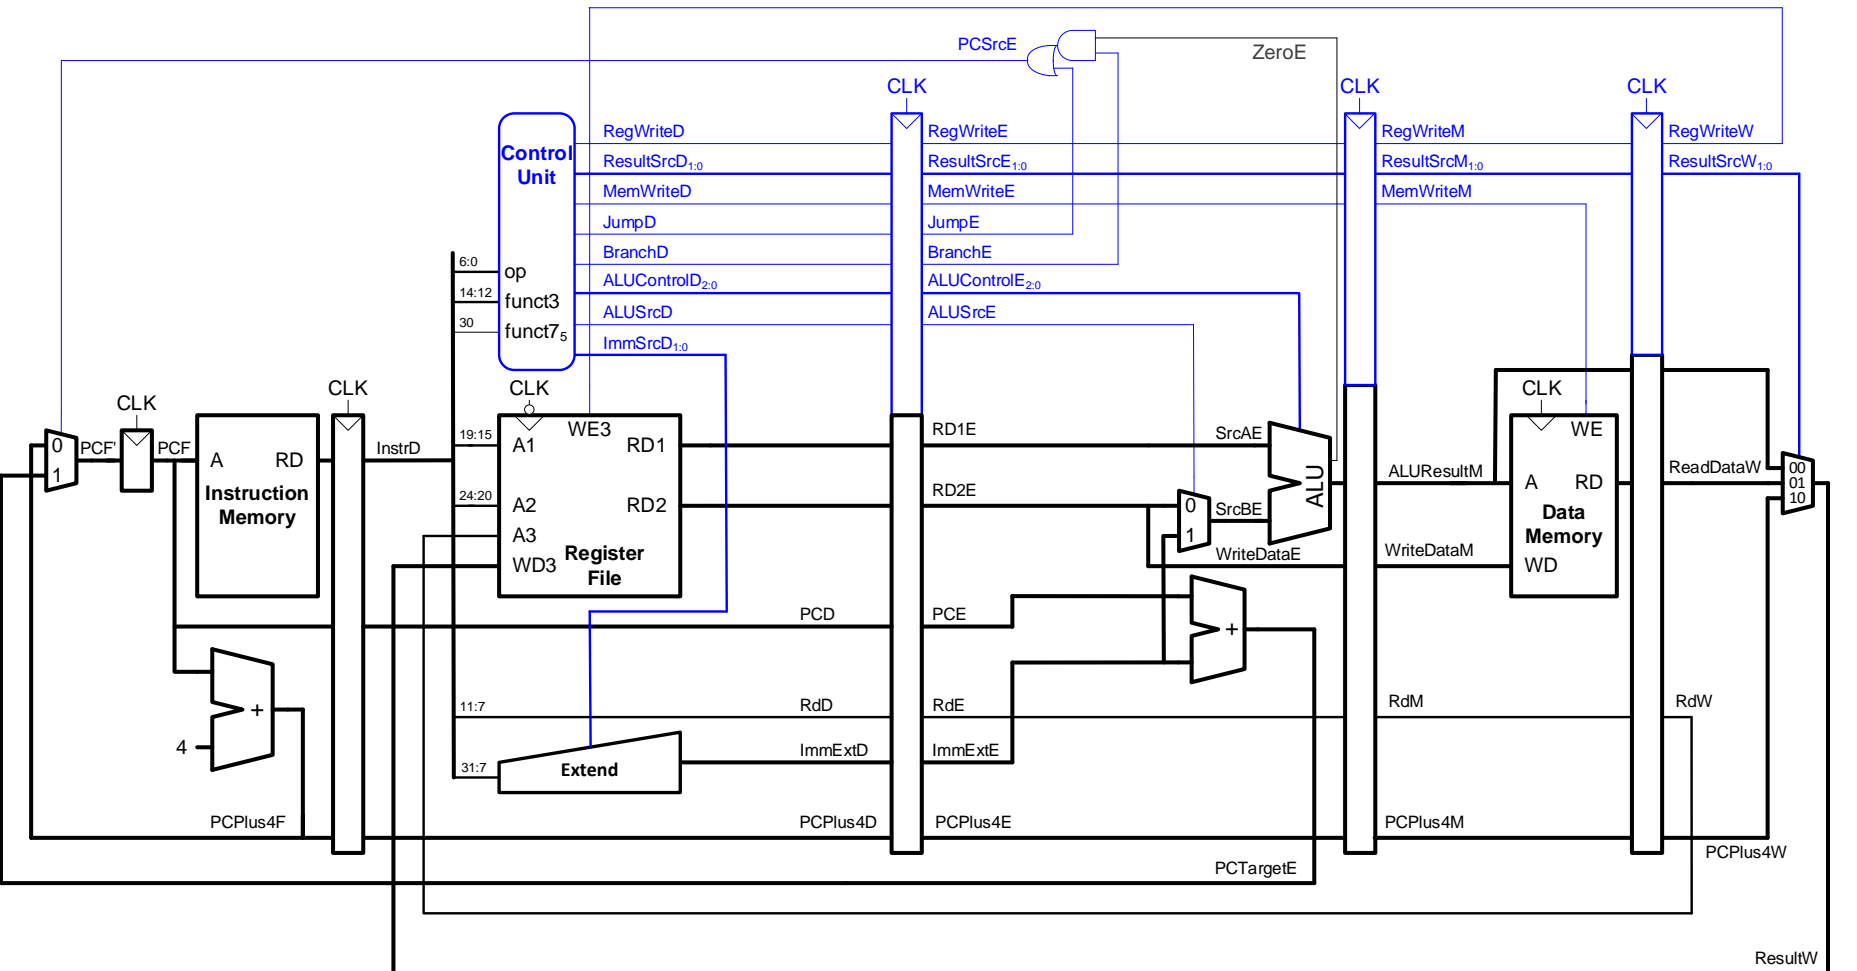 PCSrcE
ZeroE
CLK
CLK
CLK
Control
Unit
RegWriteD
RegWriteE
RegWriteM
RegWriteW
ResultSrcD1:0
ResultSrcE1:0
ResultSrcM1:0
ResultSrcW1:0
MemWriteD
MemWriteE
MemWriteM
JumpD
JumpE
BranchD
BranchE
6:0
op
ALUControlD2:0
ALUControlE2:0
14:12
funct3
30
funct75
ALUSrcD
ALUSrcE
ImmSrcD1:0
CLK
CLK
CLK
CLK
0
1
PCF'
PCF
A
RD
Instruction
Memory
InstrD
19:15
A1
WE3
RD1
24:20
A2
RD2
A3
WD3
Register
File
RD1E
RD2E
SrcAE
0
1
SrcBE
ALU
WriteDataE
ALUResultM
WriteDataM
WE
A
RD
Data
Memory
WD
ReadDataW
00
01
10
PCD
PCE
+
+
4
11:7
RdD
RdE
RdM
RdW
31:7
Extend
ImmExtD
ImmExtE
PCPlus4F
PCPlus4D
PCPlus4E
PCPlus4M
PCPlus4W
PCTargetE
ResultW